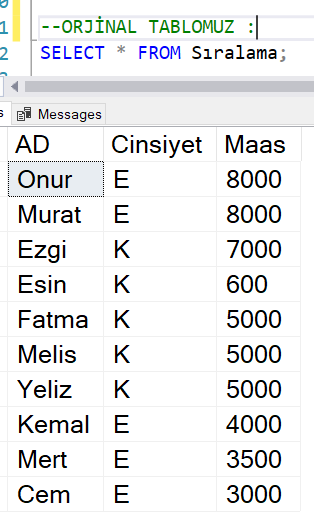 --ORJİNAL TABLOMUZ :
SELECT * FROM Sıralama;
Messages
AD Cinsiyet Maas
Onur E 8000
Murat E 8000
Ezgi K 7000
Esin K 600
Fatma K 5000
Melis K 5000
Yeliz K 5000
Kemal E 4000
Mert E 3500
Cem E 3000